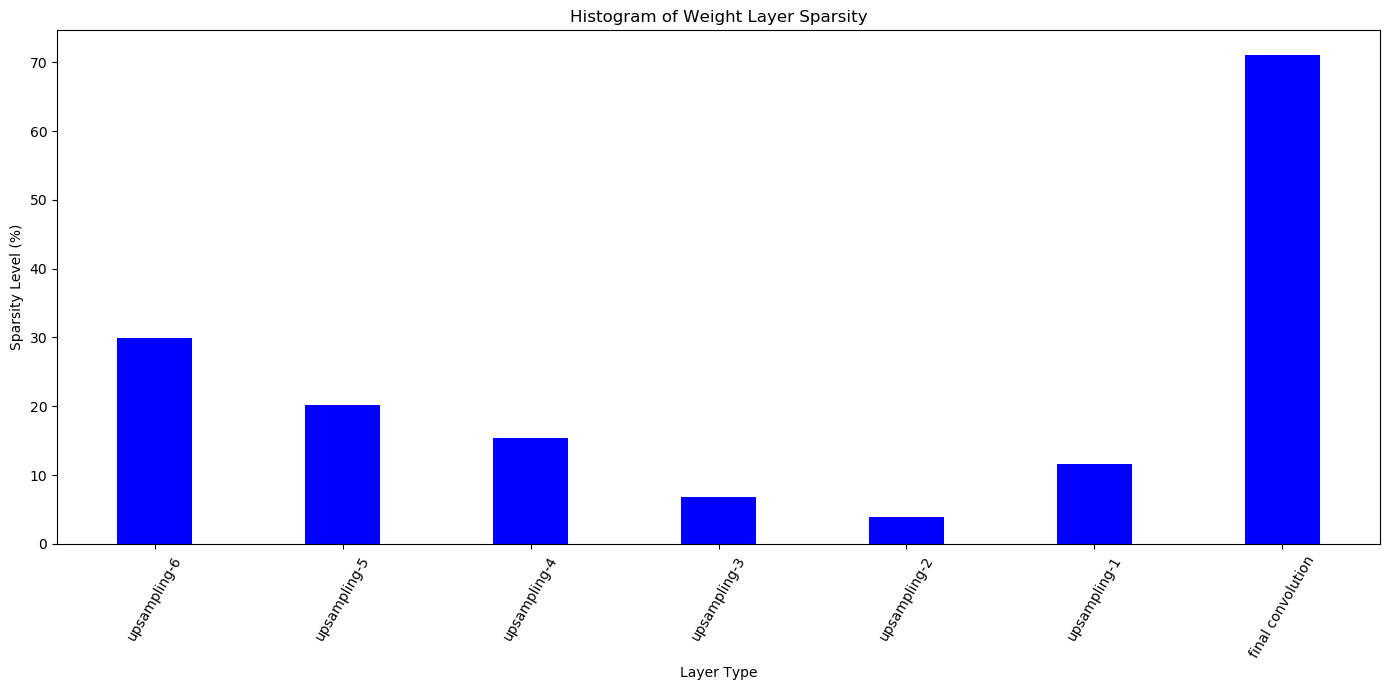 Histogram of Weight Layer Sparsity
Sparsity Level (%)
70
60
50
40
30
20
10
0
upsampling-6
upsampling-5
upsampling-4
upsampling-3
upsampling-2
upsampling-1
final convolution
Layer Type